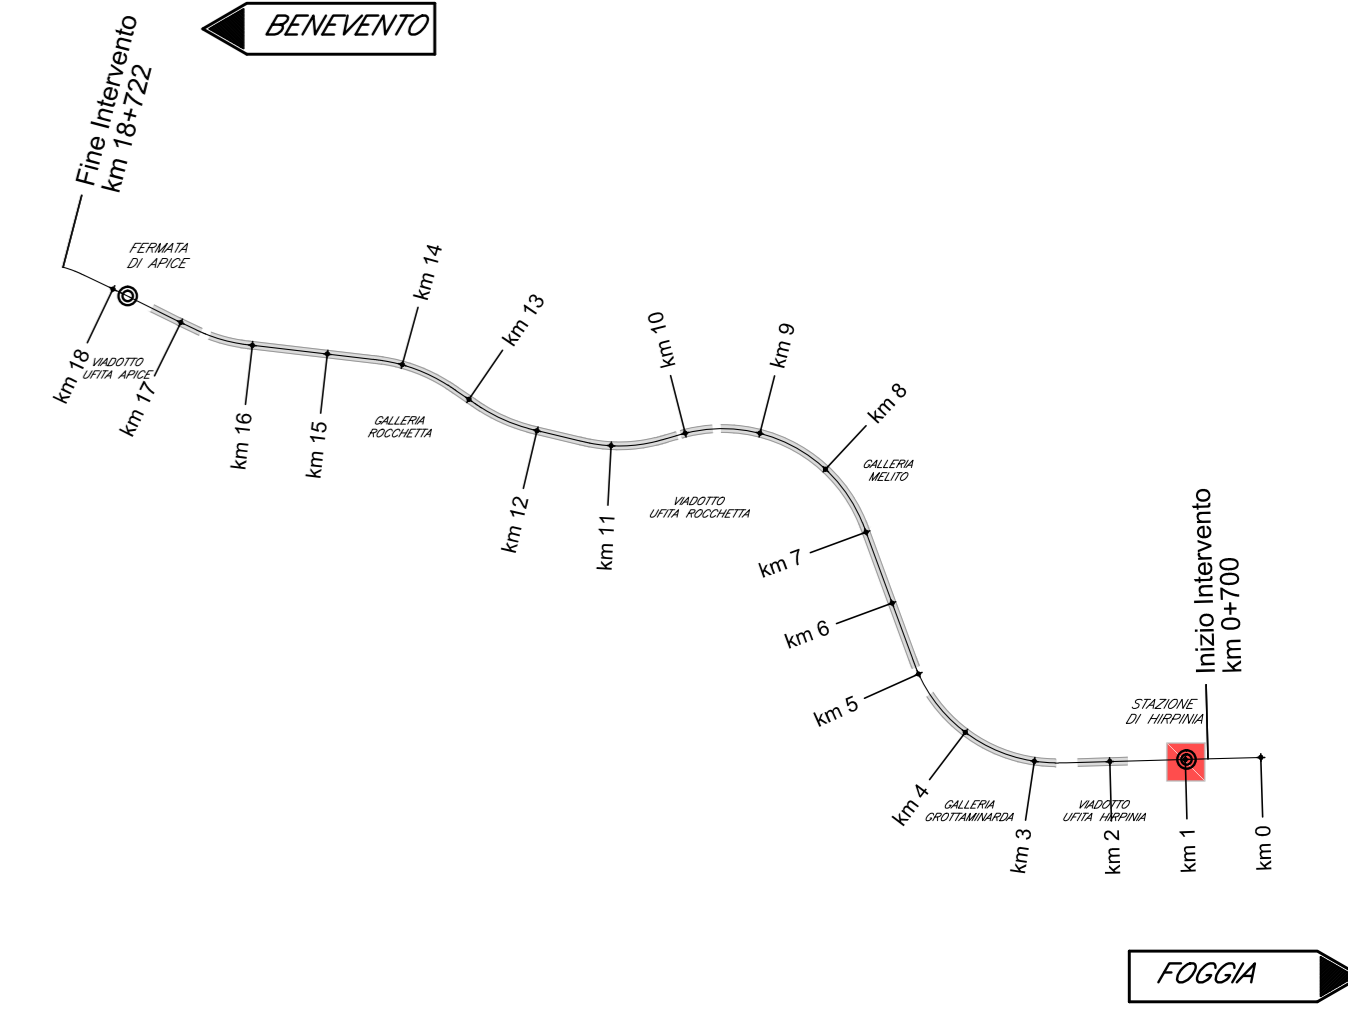 BENEVENTO
Fine Intervento
km 18+722
FERMATA
DI APICE
km 18
VIADOTTO
UFITA APICE
km 17
km 16
km 15
km 14
GALLERIA
ROCCHETTA
km 13
km 12
km 11
km 10
VIADOTTO
UFITA ROCCHETTA
km 9
km 8
GALLERIA
MELITO
km 7
km 6
km 5
km 4
GALLERIA
GROTTAMINARDA
km 3
VIADOTTO
UFITA HIRPINIA
km 2
STAZIONE
DI HIRPINIA
km 1
Inizio Intervento
km 0+700
km 0
FOGGIA